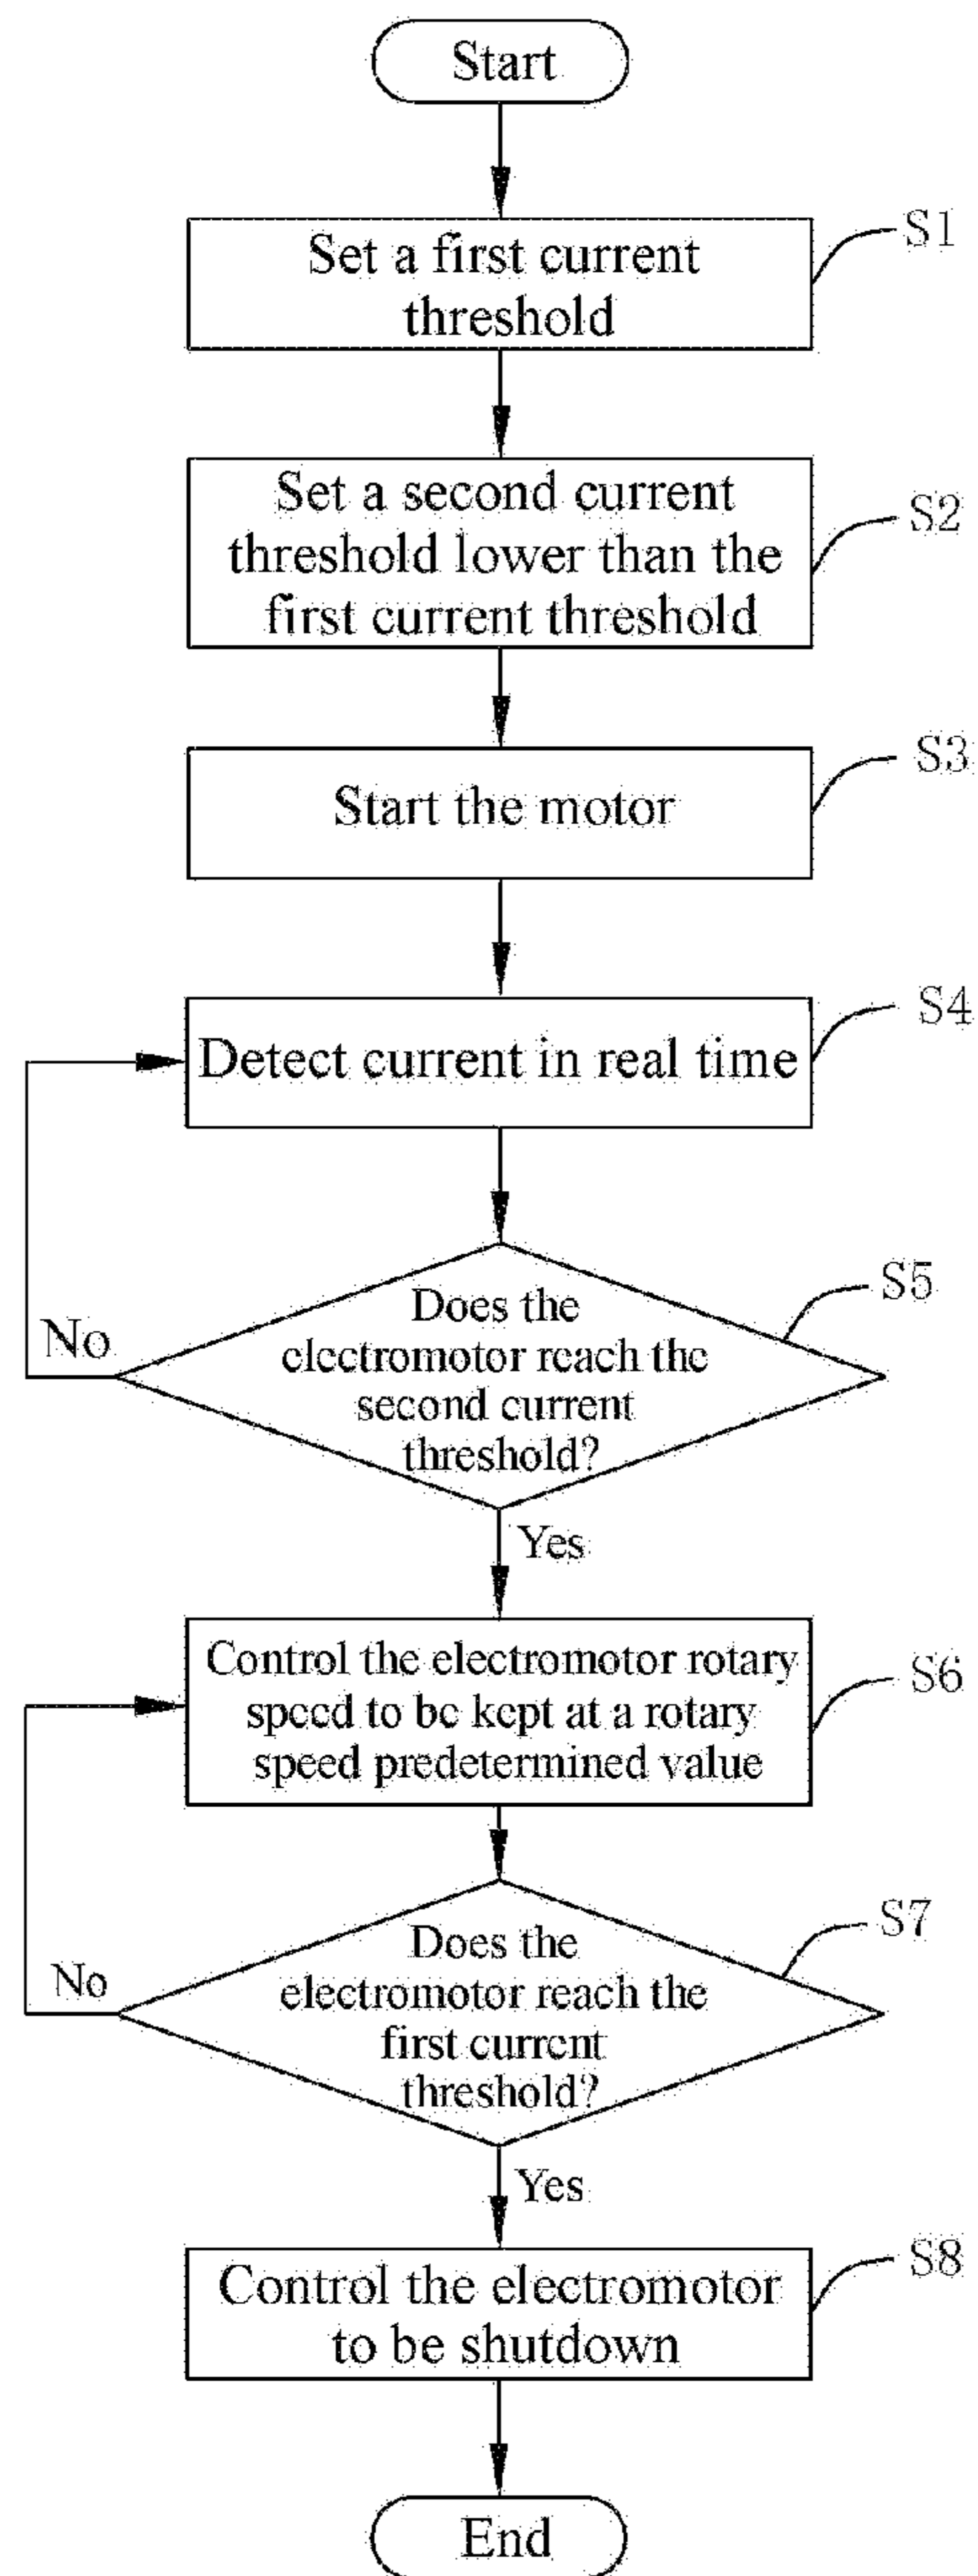 Start
Set a first current
threshold
S1
Set a second current
threshold lower than the
first current threshold
S2
Start the motor
S3
Detect current in real time
S4
Does the
electromotor reach the
second current
threshold?
S5
No
Yes
Control the electromotor rotary
speed to be kept at a rotary
speed predetermined value
S6
Does the
electromotor reach the
first current
threshold?
S7
No
Yes
Control the electromotor
to be shutdown
S8
End